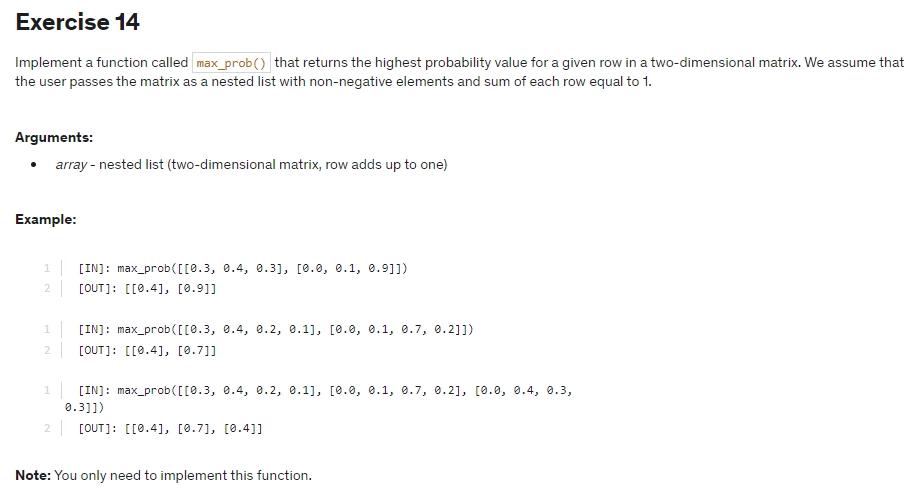 Exercise 14
Implement a function called max_prob() that returns the highest probability value for a given row in a two-dimensional matrix. We assume that
the user passes the matrix as a nested list with non-negative elements and sum of each row equal to 1.
Arguments:
• array - nested list (two-dimensional matrix, row adds up to one)
Example:
1 [IN]: max_prob([[0.3, 0.4, 0.3], [0.0, 0.1, 0.9]])
2 [OUT]: [[0.4], [0.9]]
1 [IN]: max_prob([[0.3, 0.4, 0.2, 0.1], [0.0, 0.1, 0.7, 0.2]])
2 [OUT]: [[0.4], [0.7]]
1 [IN]: max_prob([[0.3, 0.4, 0.2, 0.1], [0.0, 0.1, 0.7, 0.2], [0.0, 0.4, 0.3,
0.3]])
2 [OUT]: [[0.4], [0.7], [0.4]]
Note: You only need to implement this function.